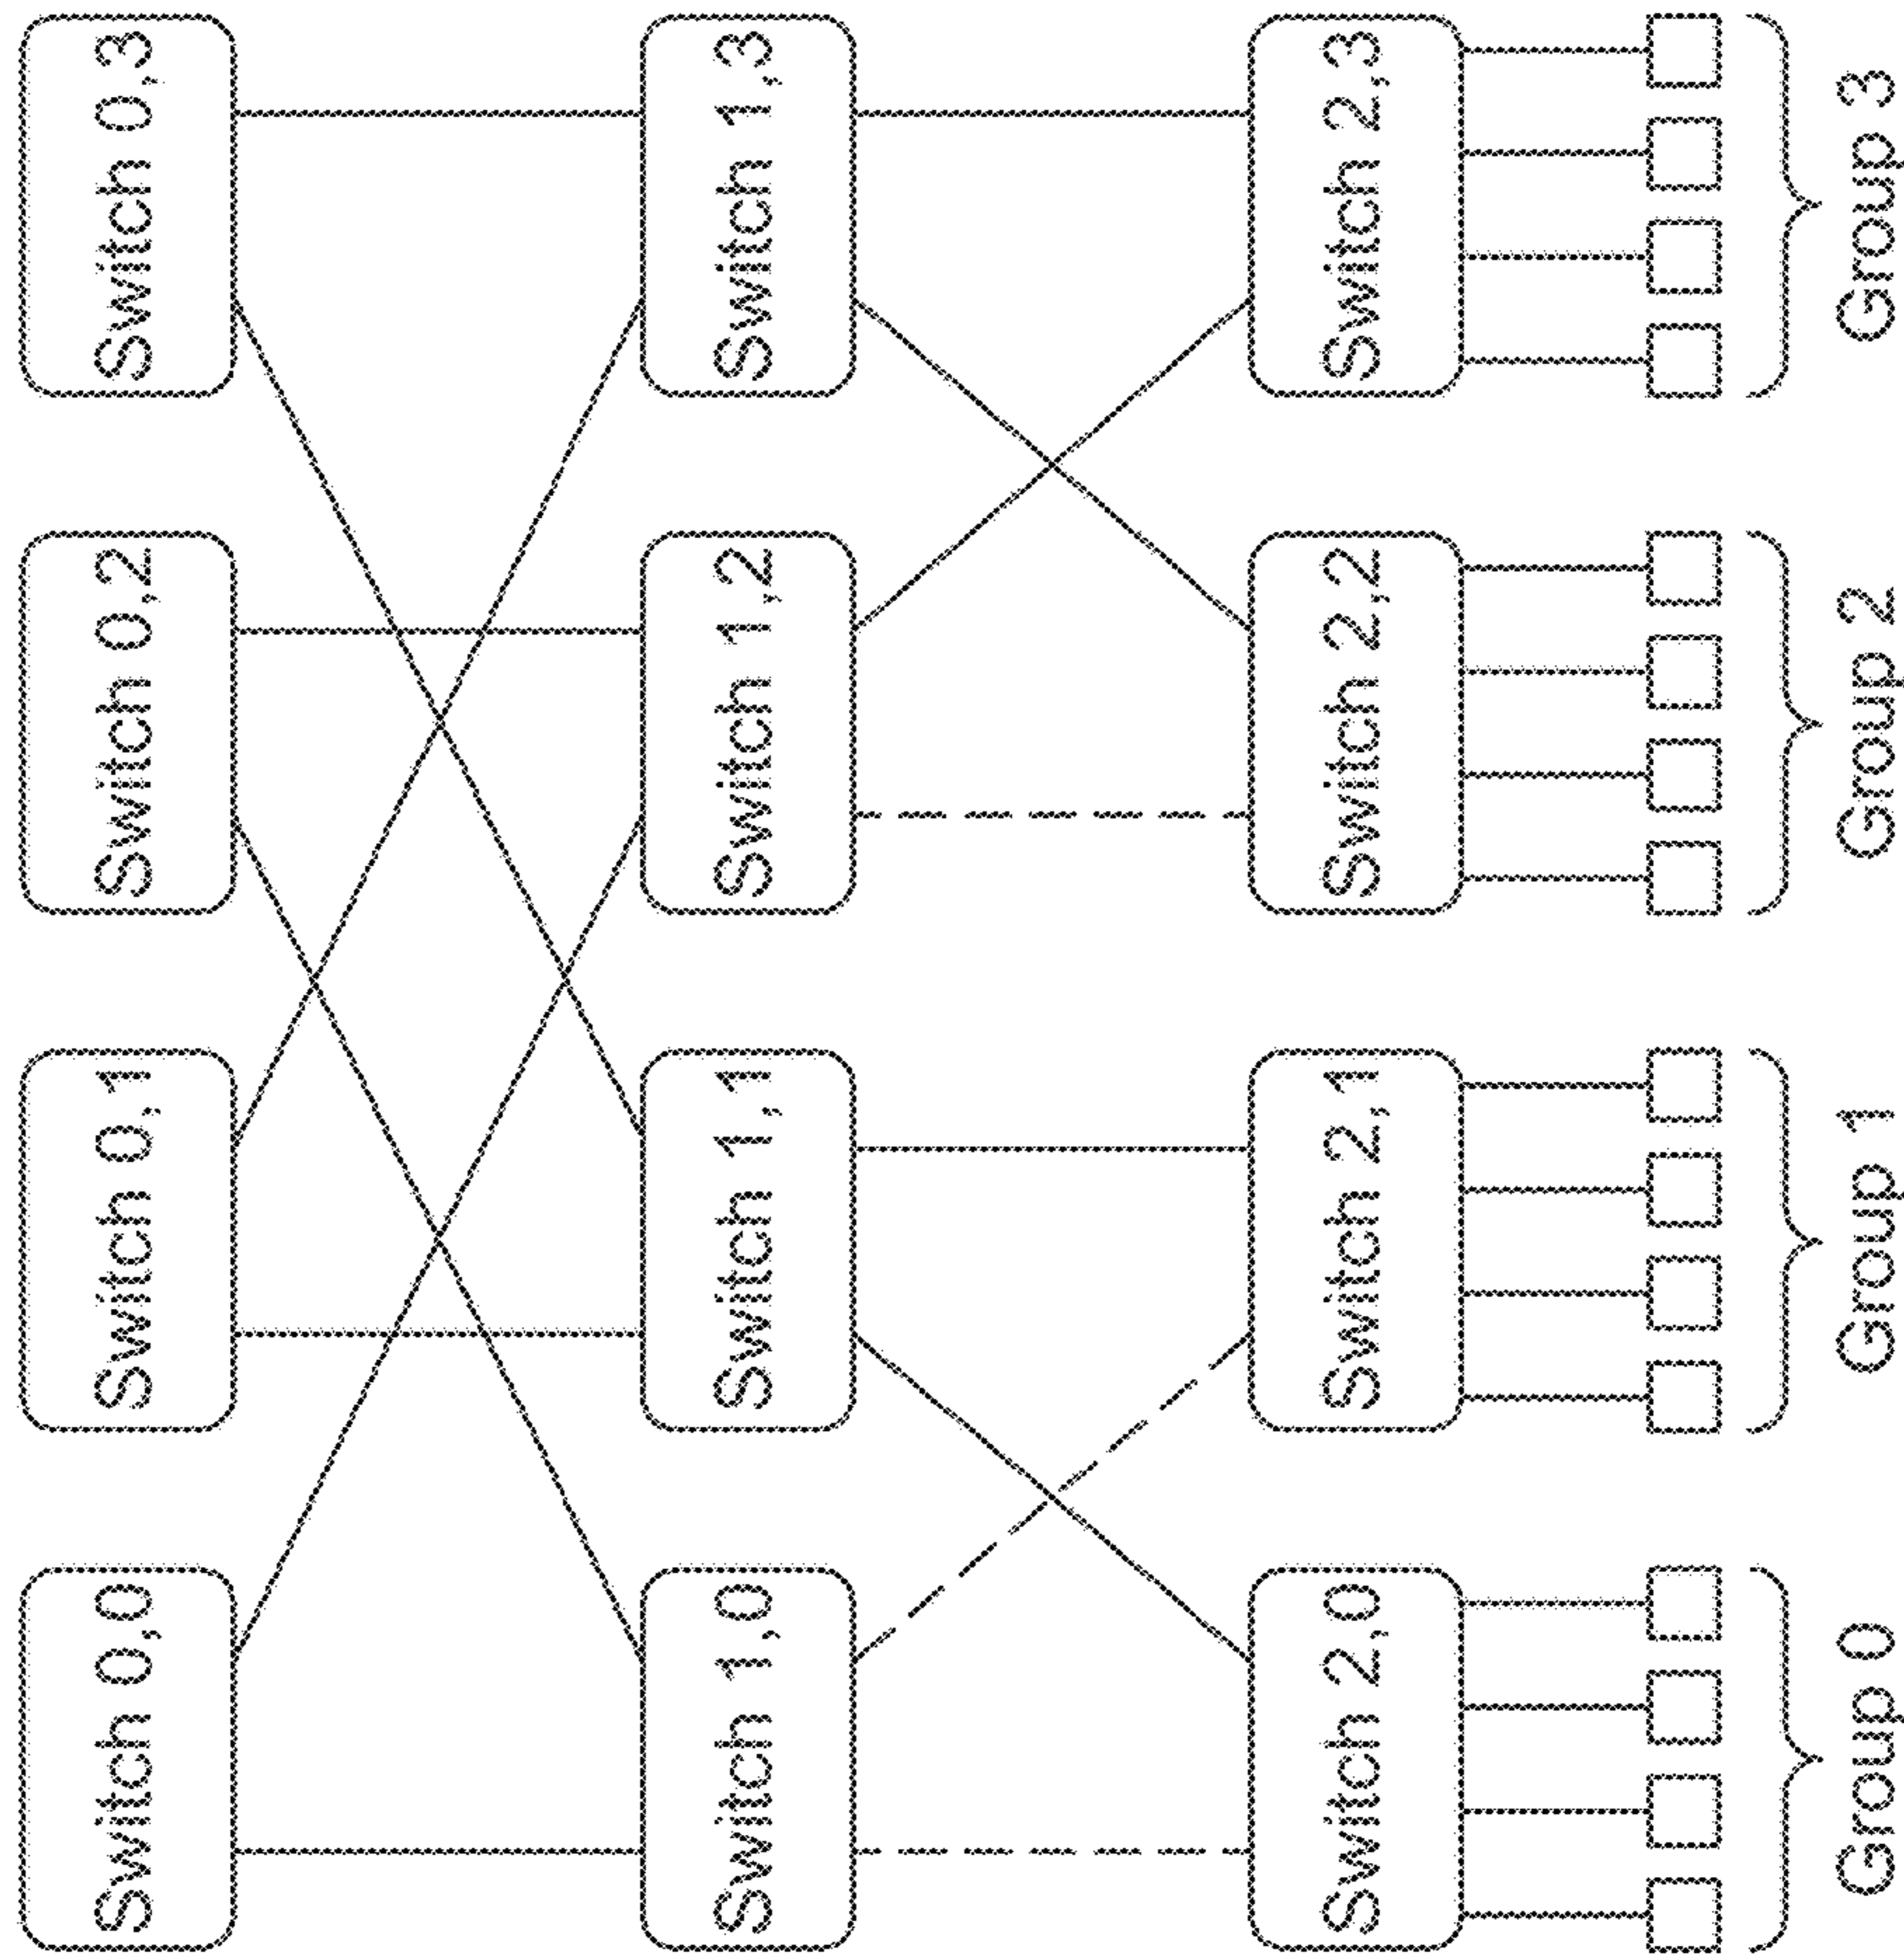 Switch 0,0
Switch 0,1
Switch 0,2
Switch 0,3
Switch 1,0
Switch 1,1
Switch 1,2
Switch 1,3
Switch 2,0
Switch 2,1
Switch 2,2
Switch 2,3
Group 0
Group 1
Group 2
Group 3